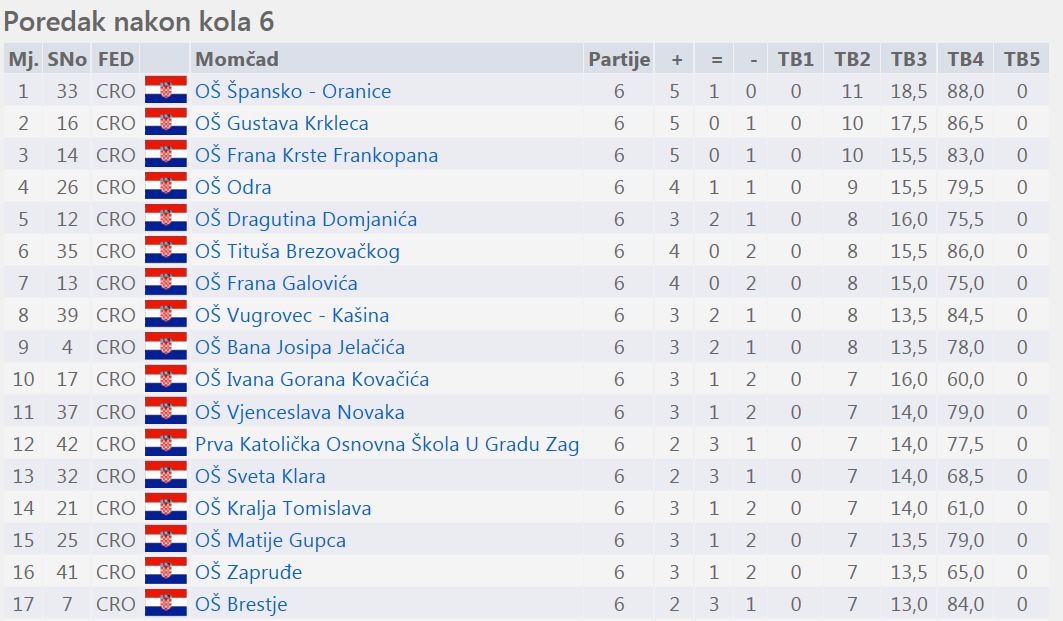 Poredak nakon kola 6
Mj. SNo FED Momčad Partije + = - TB1 TB2 TB3 TB4 TB5
1 33 CRO OŠ Špansko - Oranice 6 5 1 0 0 11 18,5 88,0 0
2 16 CRO OŠ Gustava Krkleca 6 5 0 1 0 10 17,5 86,5 0
3 14 CRO OŠ Frana Krste Frankopana 6 5 0 1 0 10 15,5 83,0 0
4 26 CRO OŠ Odra 6 4 1 1 0 9 15,5 79,5 0
5 12 CRO OŠ Dragutina Domjanića 6 3 2 1 0 8 16,0 75,5 0
6 35 CRO OŠ Tituša Brezovačkog 6 4 0 2 0 8 15,5 86,0 0
7 13 CRO OŠ Frana Galovića 6 4 0 2 0 8 15,0 75,0 0
8 39 CRO OŠ Vugrovec - Kašina 6 3 2 1 0 8 13,5 84,5 0
9 4 CRO OŠ Bana Josipa Jelačića 6 3 2 1 0 8 13,5 78,0 0
10 17 CRO OŠ Ivana Gorana Kovačića 6 3 1 2 0 7 16,0 60,0 0
11 37 CRO OŠ Vjenceslava Novaka 6 3 1 2 0 7 14,0 79,0 0
12 42 CRO Prva Katolička Osnovna Škola U Gradu Zag 6 2 3 1 0 7 14,0 77,5 0
13 32 CRO OŠ Sveta Klara 6 2 3 1 0 7 14,0 68,5 0
14 21 CRO OŠ Kralja Tomislava 6 3 1 2 0 7 14,0 61,0 0
15 25 CRO OŠ Matije Gupca 6 3 1 2 0 7 13,5 79,0 0
16 41 CRO OŠ Zapruđe 6 3 1 2 0 7 13,5 65,0 0
17 7 CRO OŠ Brestje 6 2 3 1 0 7 13,0 84,0 0